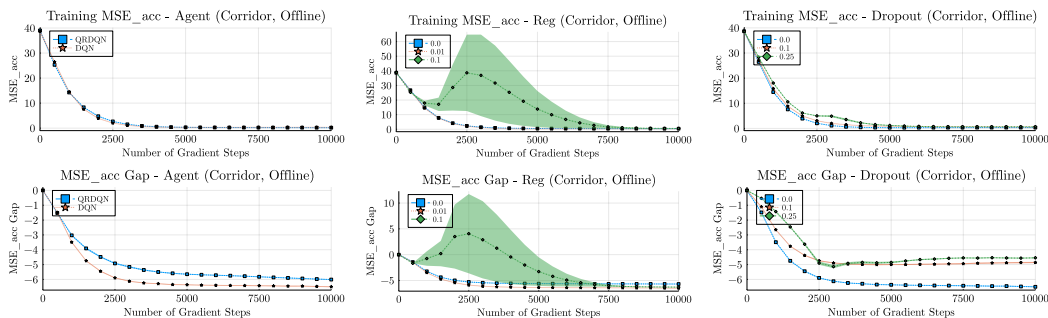 Training MSE_acc - Agent (Corridor, Offline)
MSE_acc
40
30
20
10
0
QRDQN
DQN
0 2500 5000 7500 10000
Number of Gradient Steps
Training MSE_acc - Reg (Corridor, Offline)
MSE_acc
60
50
40
30
20
10
0
0.0
0.01
0.1
0 2500 5000 7500 10000
Number of Gradient Steps
Training MSE_acc - Dropout (Corridor, Offline)
MSE_acc
40
30
20
10
0
0.0
0.1
0.25
0 2500 5000 7500 10000
Number of Gradient Steps
MSE_acc Gap - Agent (Corridor, Offline)
MSE_acc Gap
0
−1
−2
−3
−4
−5
−6
QRDQN
DQN
0 2500 5000 7500 10000
Number of Gradient Steps
MSE_acc Gap - Reg (Corridor, Offline)
MSE_acc Gap
10
5
0
−5
0.0
0.01
0.1
0 2500 5000 7500 10000
Number of Gradient Steps
MSE_acc Gap - Dropout (Corridor, Offline)
MSE_acc Gap
0
−1
−2
−3
−4
−5
−6
0.0
0.1
0.25
0 2500 5000 7500 10000
Number of Gradient Steps